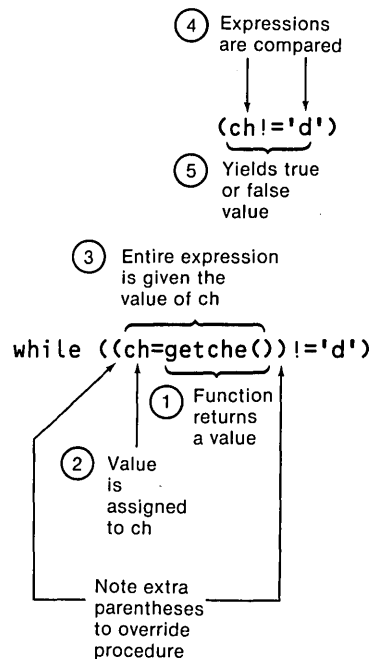 4 Expressions
are compared
(ch!='d')
5 Yields true
or false
value
3 Entire expression
is given the
value of ch
while ((ch=getche())!='d')
1 Function
returns
a value
2 Value
is
assigned
to ch
Note extra
parentheses
to override
procedure